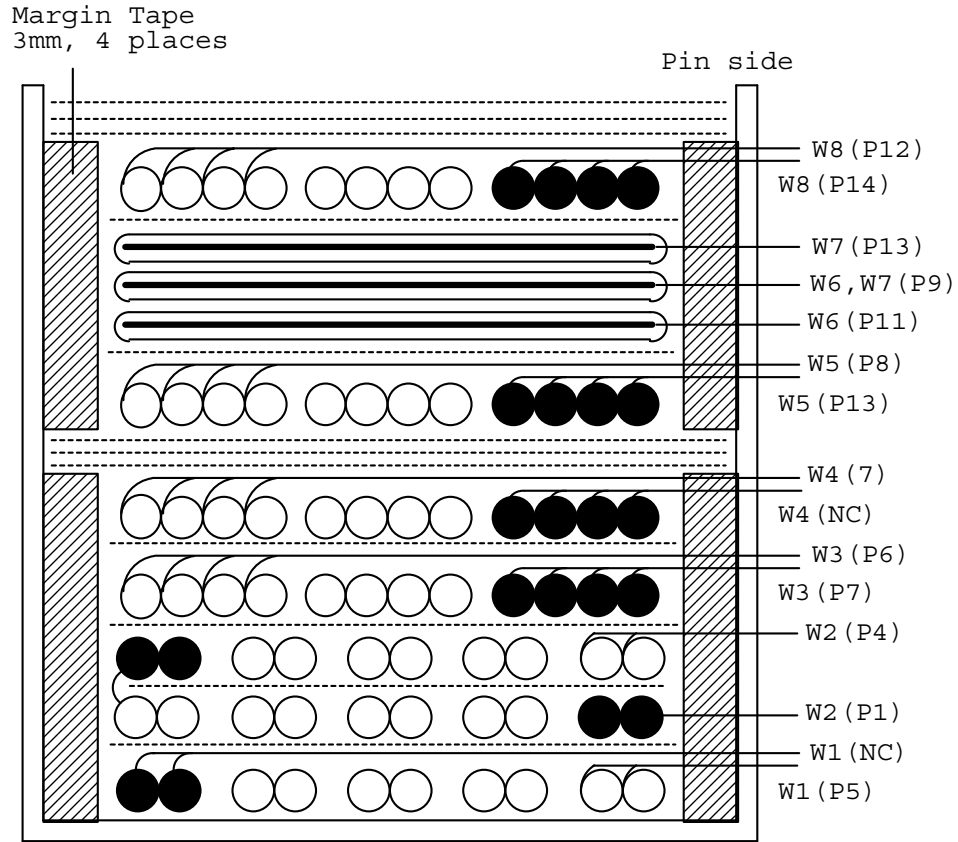 Margin Tape
3mm, 4 places
Pin side
W8(P12)
W8(P14)
W7(P13)
W6,W7(P9)
W6(P11)
W5(P8)
W5(P13)
W4(7)
W4(NC)
W3(P6)
W3(P7)
W2(P4)
W2(P1)
W1(NC)
W1(P5)